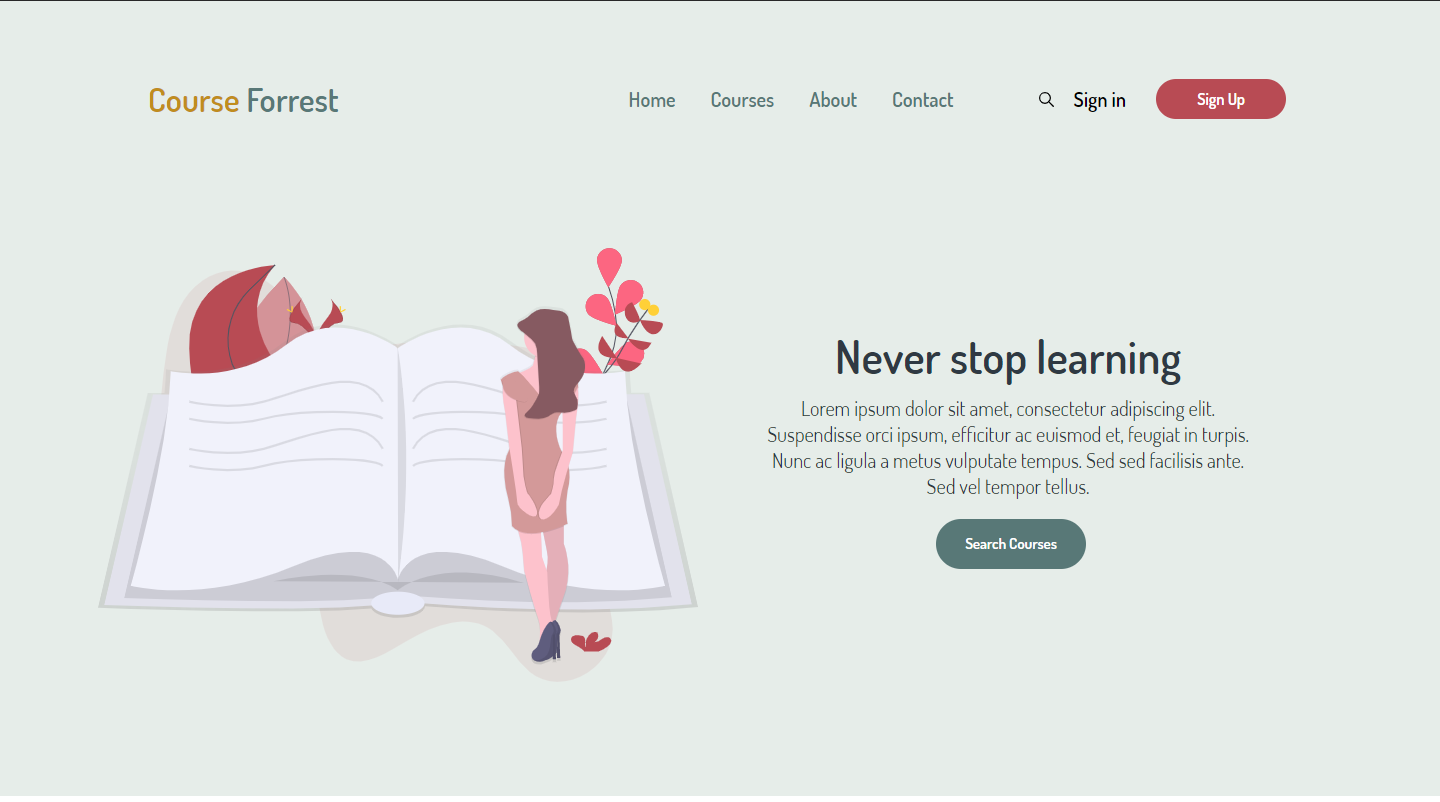 Course Forrest
Home Courses About Contact Sign in Sign Up
Never stop learning
Lorem ipsum dolor sit amet, consectetur adipiscing elit.
Suspendisse orci ipsum, efficitur ac euismod et, feugiat in turpis.
Nunc ac ligula a metus vulputate tempus. Sed sed facilisis ante.
Sed vel tempor tellus.
Search Courses